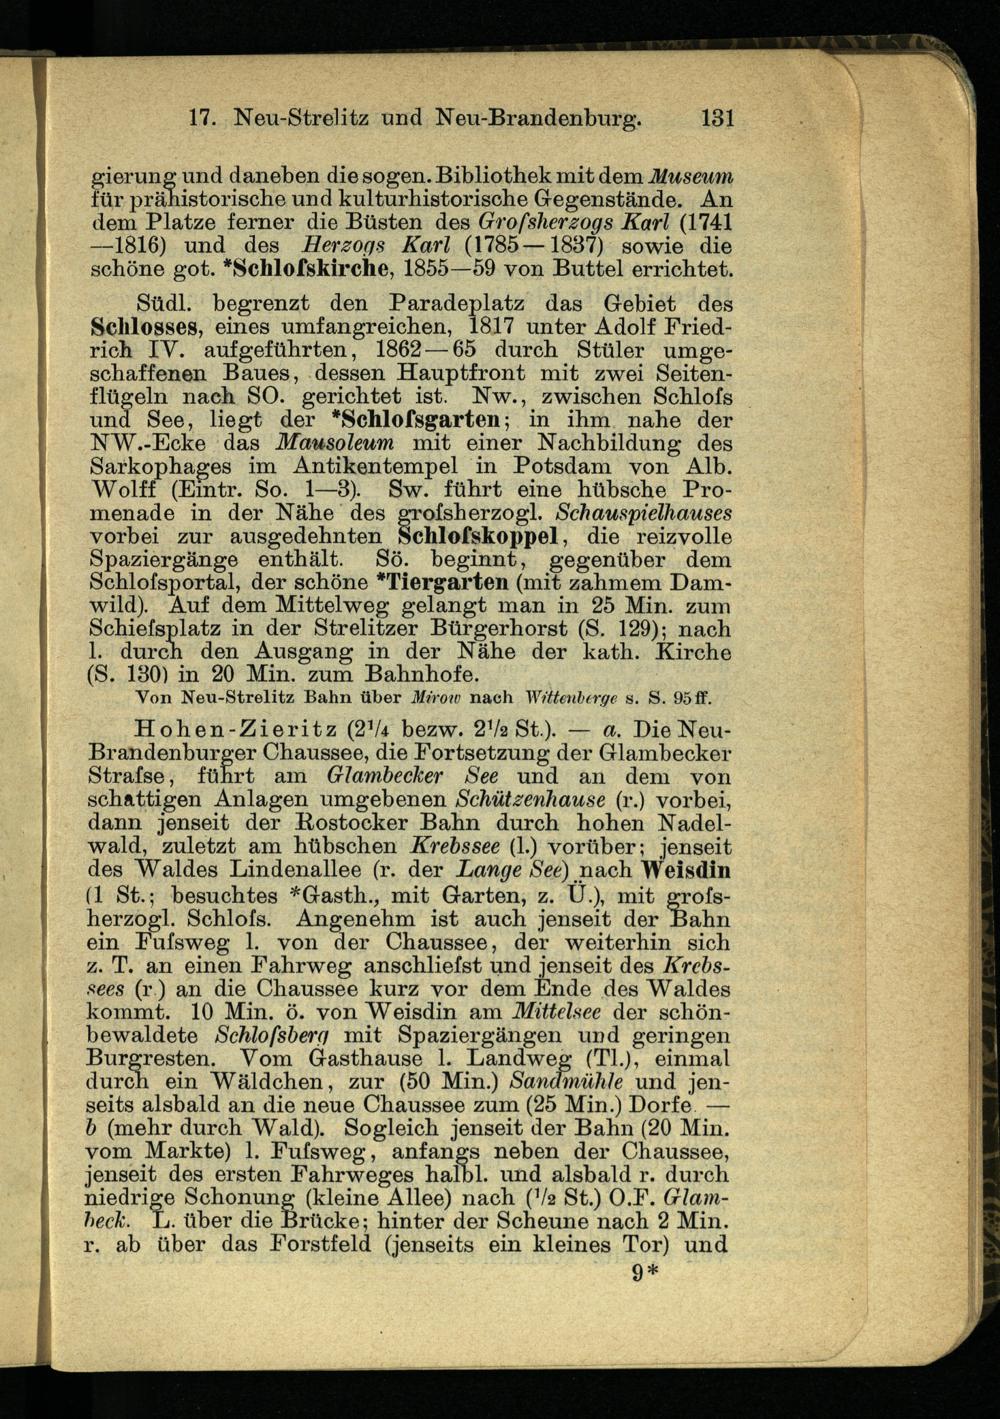 17. Neu-Strelitz und Neu-Brandenburg. 131
gierung und daneben die sogen. Bibliothek mit dem Museum
für prähistorische und kulturhistorische Gegenstände. An
dem Platze ferner die Büsten des Groſsherzogs Karl (1741
—1816) und des Herzogs Karl (1785—1837) sowie die
schöne got. *Schloſskirche, 1855—59 von Buttel errichtet.
Südl. begrenzt den Paradeplatz das Gebiet des
Schlosses, eines umfangreichen, 1817 unter Adolf Fried-
rich IV. aufgeführten, 1862—65 durch Stüler umge-
schaffenen Baues, dessen Hauptfront mit zwei Seiten-
flügeln nach SO. gerichtet ist. Nw., zwischen Schloſs
und See, liegt der *Schloſsgarten; in ihm nahe der
NW.-Ecke das Mausoleum mit einer Nachbildung des
Sarkophages im Antikentempel in Potsdam von Alb.
Wolff (Eintr. So. 1—3). Sw. führt eine hübsche Pro-
menade in der Nähe des groſsherzogl. Schauspielhauses
vorbei zur ausgedehnten Schloſskoppel, die reizvolle
Spaziergänge enthält. Sö. beginnt, gegenüber dem
Schloſsportal, der schöne *Tiergarten (mit zahmem Dam-
wild). Auf dem Mittelweg gelangt man in 25 Min. zum
Schieſsplatz in der Strelitzer Bürgerhorst (S. 129); nach
l. durch den Ausgang in der Nähe der kath. Kirche
(S. 130) in 20 Min. zum Bahnhofe.
Von Neu-Strelitz Bahn über Mirow nach Wittenberge s. S. 95 ff.
Hohen-Zieritz (2¹/₄ bezw. 2¹/₂ St.). — a. Die Neu-
Brandenburger Chaussee, die Fortsetzung der Glambecker
Straſse, führt am Glambecker See und an dem von
schattigen Anlagen umgebenen Schützenhause (r.) vorbei,
dann jenseit der Rostocker Bahn durch hohen Nadel-
wald, zuletzt am hübschen Krebssee (l.) vorüber; jenseit
des Waldes Lindenallee (r. der Lange See) nach Weisdin
(1 St.; besuchtes *Gasth., mit Garten, z. Ü.), mit groſs-
herzogl. Schloſs. Angenehm ist auch jenseit der Bahn
ein Fuſsweg l. von der Chaussee, der weiterhin sich
z. T. an einen Fahrweg anschlieſst und jenseit des Krebs-
sees (r.) an die Chaussee kurz vor dem Ende des Waldes
kommt. 10 Min. ö. von Weisdin am Mittelsee der schön-
bewaldete Schloſsberg mit Spaziergängen und geringen
Burgresten. Vom Gasthause l. Landweg (Tl.), einmal
durch ein Wäldchen, zur (50 Min.) Sandmühle und jen-
seits alsbald an die neue Chaussee zum (25 Min.) Dorfe. —
b (mehr durch Wald). Sogleich jenseit der Bahn (20 Min.
vom Markte) l. Fuſsweg, anfangs neben der Chaussee,
jenseit des ersten Fahrweges halbl. und alsbald r. durch
niedrige Schonung (kleine Allee) nach (¹/₂ St.) O.F. Glam-
beck. L. über die Brücke; hinter der Scheune nach 2 Min.
r. ab über das Forstfeld (jenseits ein kleines Tor) und
9*